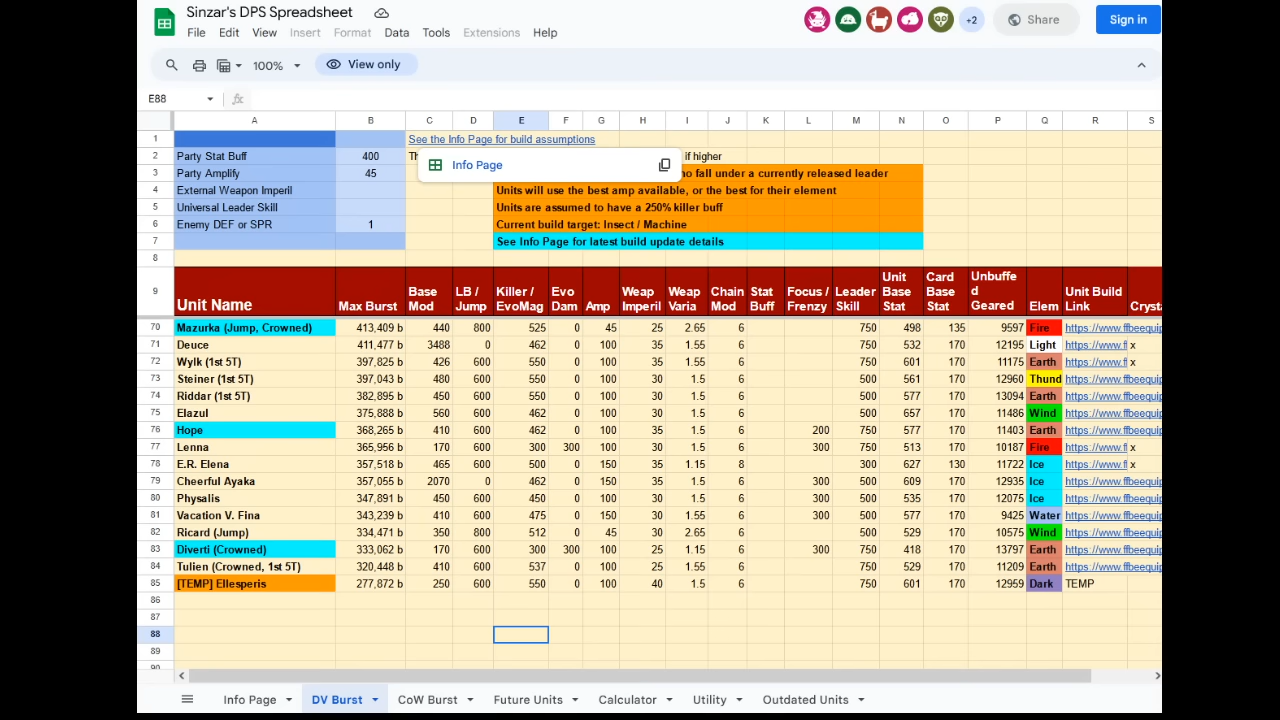 Sinzar's DPS Spreadsheet
File Edit View Insert Format Data Tools Extensions Help
+2 Share Sign in
100% View only
E88 fx
A B C D E F G H I J K L M N O P Q R S
1 See the Info Page for build assumptions
2 Party Stat Buff 400 Th if higher
Info Page
3 Party Amplify 45 no fall under a currently released leader
4 External Weapon Imperil Units will use the best amp available, or the best for their element
5 Universal Leader Skill Units are assumed to have a 250% killer buff
6 Enemy DEF or SPR 1 Current build target: Insect / Machine
7 See Info Page for latest build update details
8
9 Unit Name Max Burst Base Mod LB / Jump Killer / EvoMag Evo Dam Amp Weap Imperil Weap Varia Chain Mod Stat Buff Focus / Frenzy Leader Skill Unit Base Stat Card Base Stat Unbuffed Geared Elem Unit Build Link Cryst
70 Mazurka (Jump, Crowned) 413,409 b 440 800 525 0 45 25 2.65 6 750 498 135 9597 Fire https://www.ffbeequip
71 Deuce 411,477 b 3488 0 462 0 100 35 1.55 6 750 532 170 12195 Light https://www.f x
72 Wylk (1st 5T) 397,825 b 426 600 550 0 100 35 1.55 6 750 601 170 11175 Earth https://www.f x
73 Steiner (1st 5T) 397,043 b 480 600 550 0 100 30 1.5 6 500 561 170 12960 Thund https://www.ffbeequip
74 Riddar (1st 5T) 382,895 b 450 600 550 0 100 30 1.5 6 500 577 170 13094 Earth https://www.ffbeequip
75 Elazul 375,888 b 560 600 462 0 100 30 1.5 6 500 657 170 11486 Wind https://www.ffbeequip
76 Hope 368,265 b 410 600 462 0 100 30 1.5 6 200 750 577 170 11403 Earth https://www.ffbeequip
77 Lenna 365,956 b 170 600 300 300 100 35 1.15 6 300 750 513 170 10187 Fire https://www.f x
78 E.R. Elena 357,518 b 465 600 500 0 150 35 1.15 8 300 627 130 11722 Ice https://www.f x
79 Cheerful Ayaka 357,055 b 2070 0 462 0 150 35 1.15 6 300 500 609 170 12935 Ice https://www.ffbeequip
80 Physalis 347,891 b 450 600 450 0 100 30 1.5 6 300 500 535 170 12075 Ice https://www.ffbeequip
81 Vacation V. Fina 343,239 b 410 600 475 0 150 30 1.5 6 300 500 577 170 9425 Water https://www.ffbeequip
82 Ricard (Jump) 334,471 b 350 800 512 0 45 30 2.65 6 500 529 170 10575 Wind https://www.ffbeequip
83 Diverti (Crowned) 333,062 b 170 600 300 300 100 25 1.15 6 300 750 418 170 13797 Earth https://www.ffbeequip
84 Tulien (Crowned, 1st 5T) 320,448 b 410 600 537 0 100 25 1.55 6 750 529 170 11209 Earth https://www.ffbeequip
85 [TEMP] Ellesperis 277,872 b 250 600 550 0 100 40 1.5 6 750 601 170 12959 Dark TEMP
86
87
88
89
90
Info Page DV Burst CoW Burst Future Units Calculator Utility Outdated Units